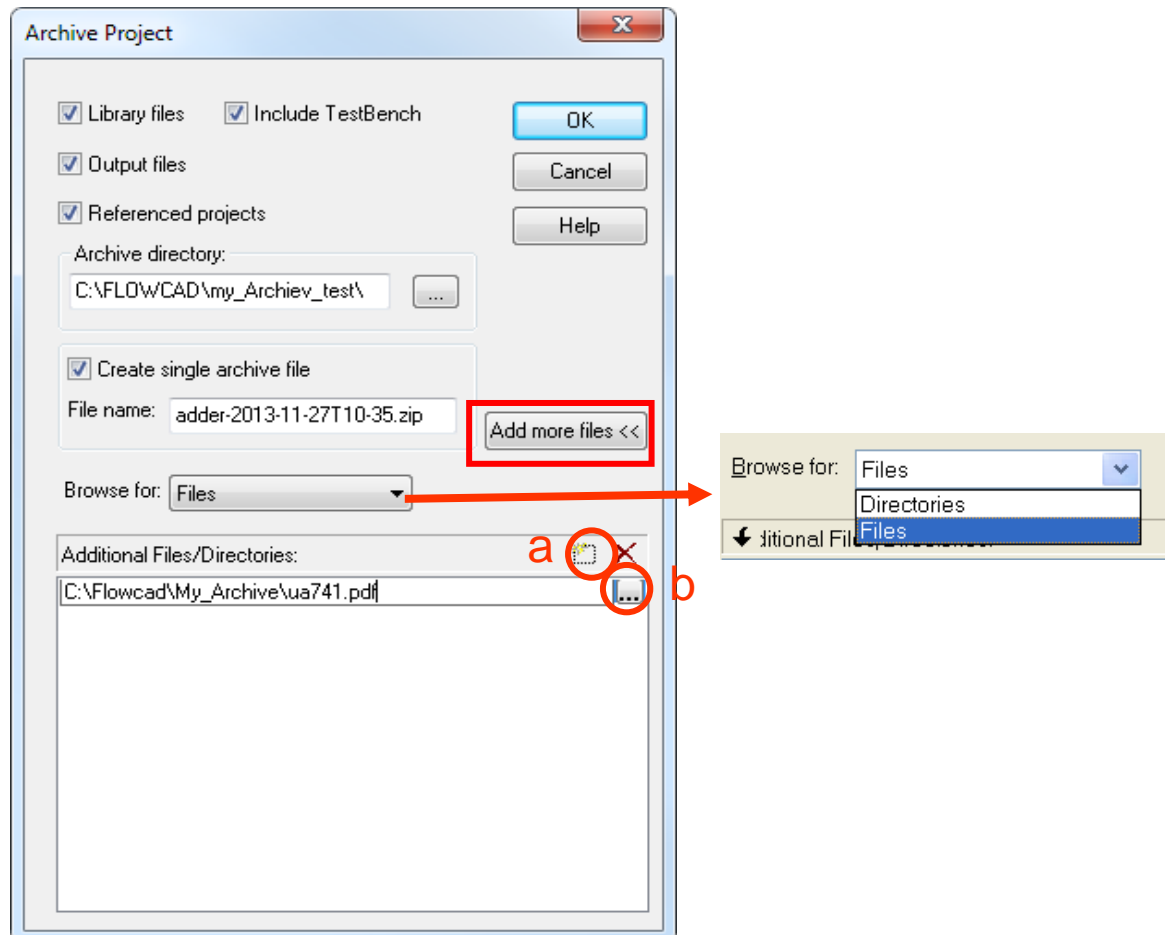 Archive Project
Library files Include TestBench
OK
Output files
Cancel
Referenced projects
Help
Archive directory:
C:\FLOWCAD\my_Archiev_test\ ...
Create single archive file
File name: adder-2013-11-27T10-35.zip
Add more files <<
Browse for: Files
Additional Files/Directories:
a
C:\Flowcad\My_Archive\ua741.pdf ...
b
Browse for: Files
Directories
Files